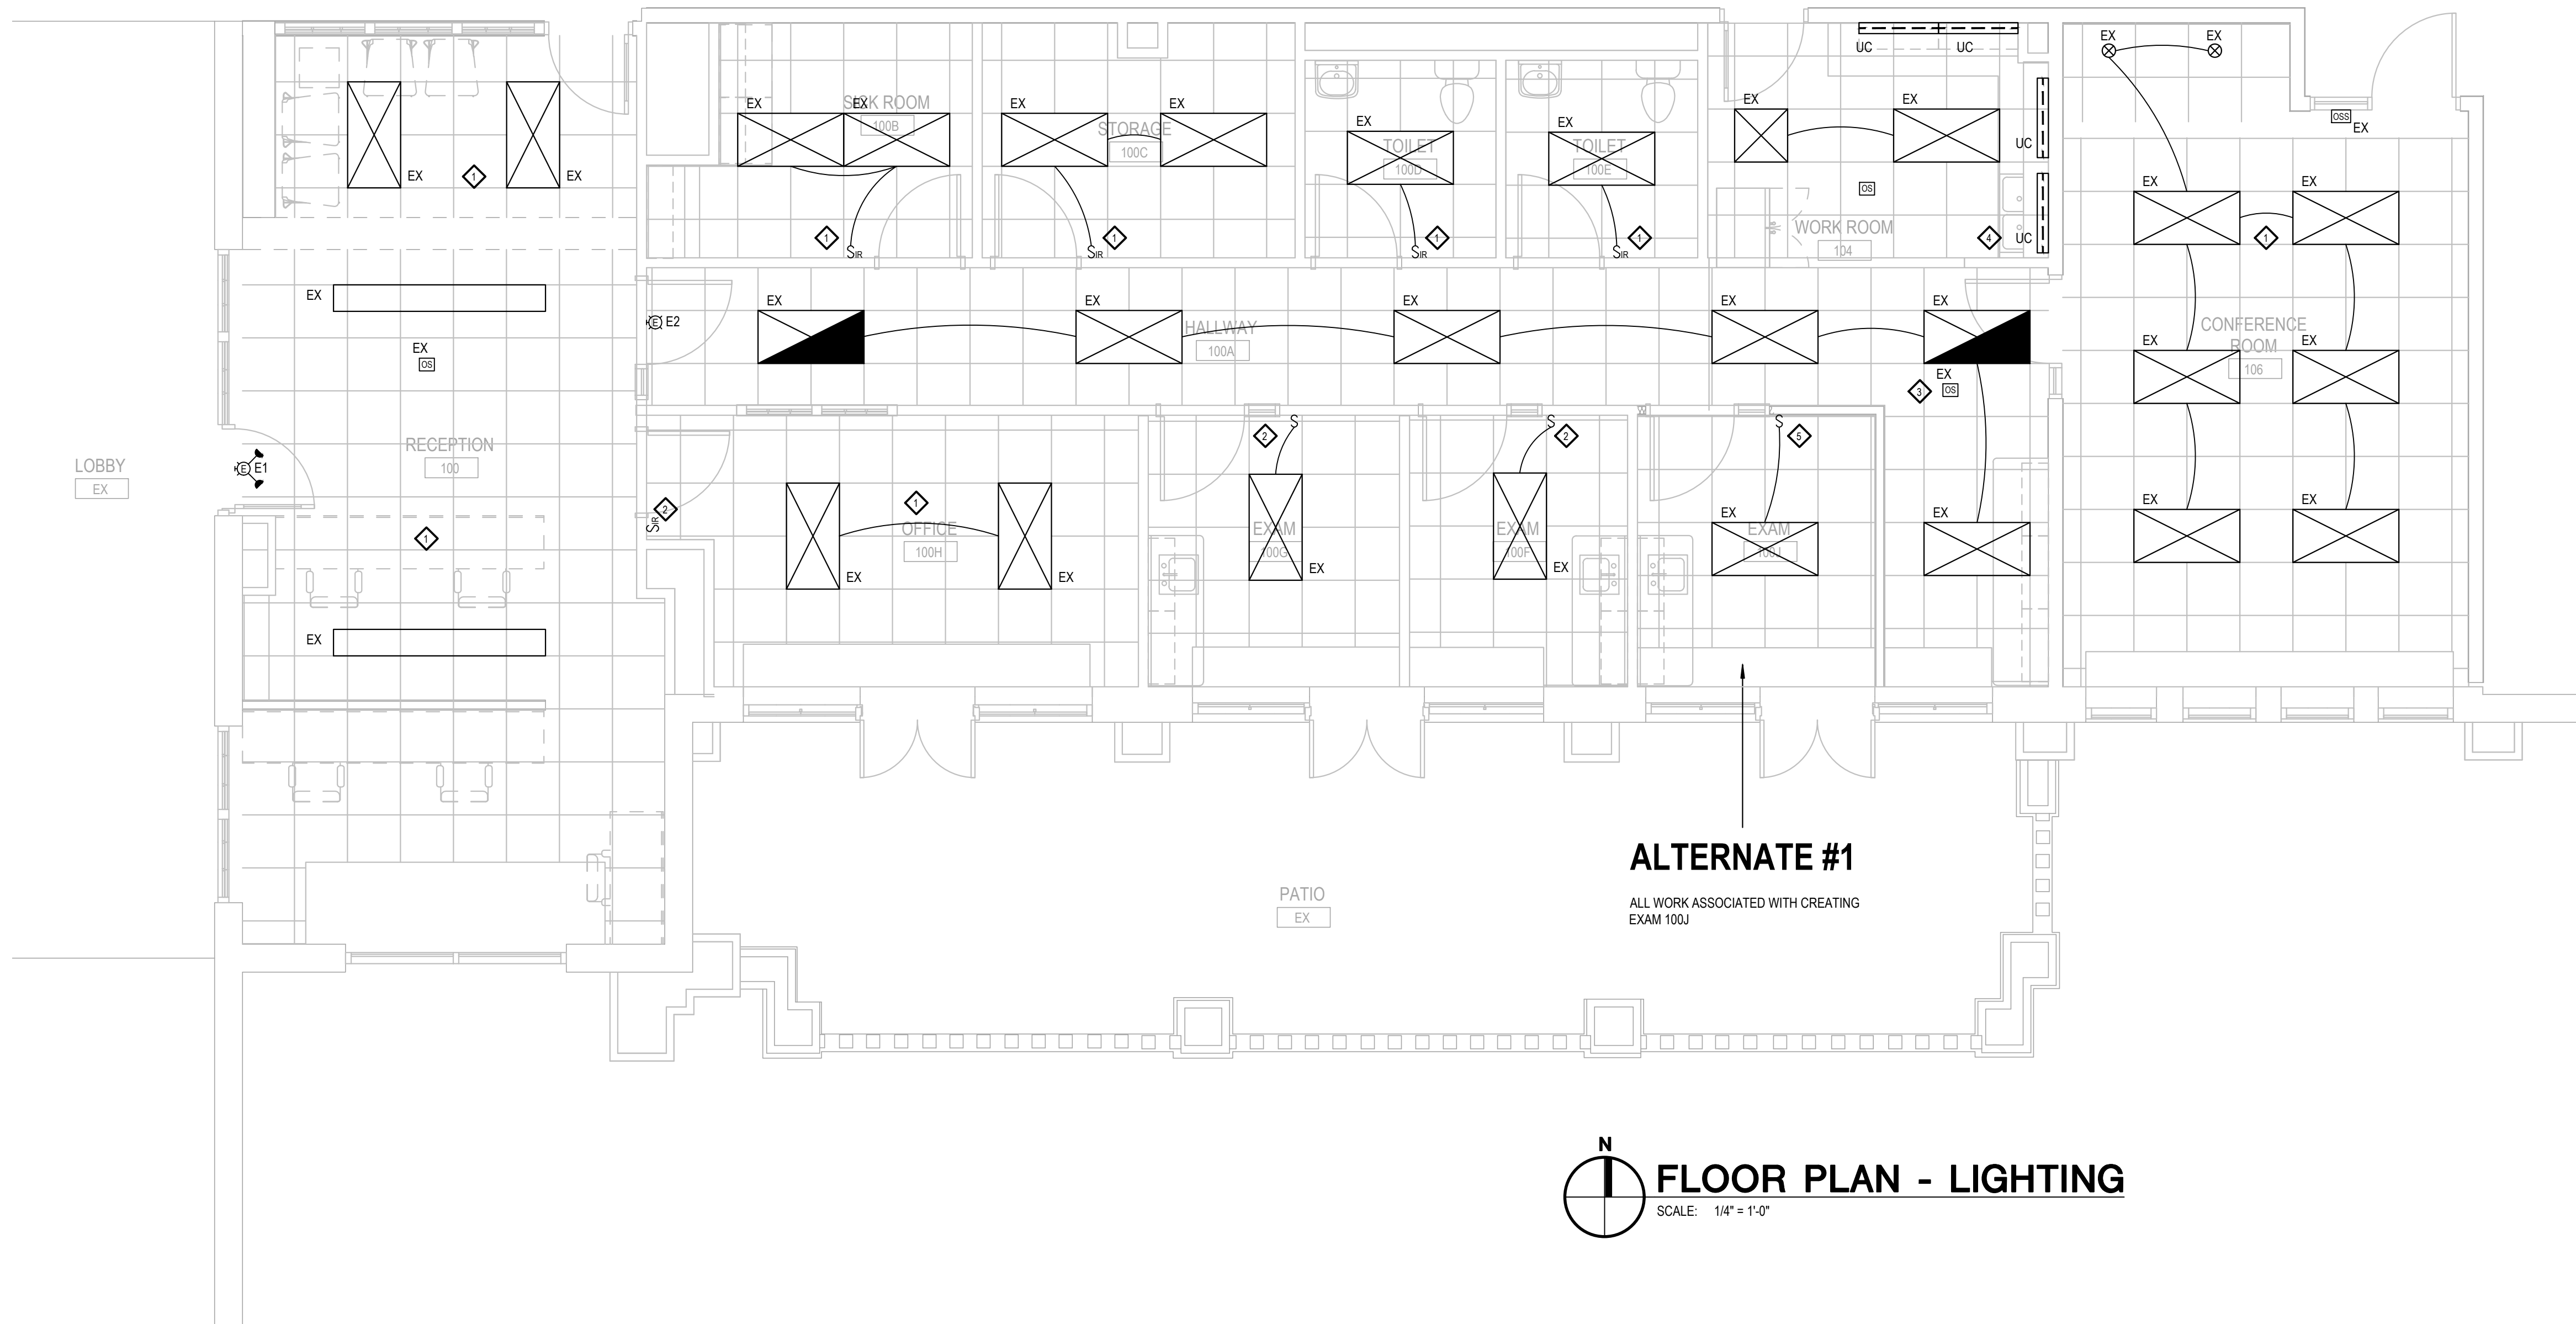 EX
EX
UC
UC
EX
EX
SICK ROOM
100B
EX
EX
STORAGE
100C
EX
TOILET
100D
EX
TOILET
100E
EX
EX
UC
OSS
EX
EX
EX
1
EX
EX
EX
OS
WORK ROOM
104
4
UC
1
1
1
1
1
SIR
SIR
SIR
SIR
EX
E
E2
EX
EX
EX
EX
EX
HALLWAY
100A
CONFERENCE
ROOM
106
EX
EX
EX
OS
3
EX
OS
LOBBY
EX
RECEPTION
100
E
E1
2
S
2
S
S
5
1
SIR
2
1
OFFICE
100H
EX
EX
EXAM
100G
EX
EXAM
100F
EX
EX
EXAM
100J
EX
EX
EX
EX
ALTERNATE #1
ALL WORK ASSOCIATED WITH CREATING
EXAM 100J
PATIO
EX
N
FLOOR PLAN - LIGHTING
SCALE: 1/4" = 1'-0"